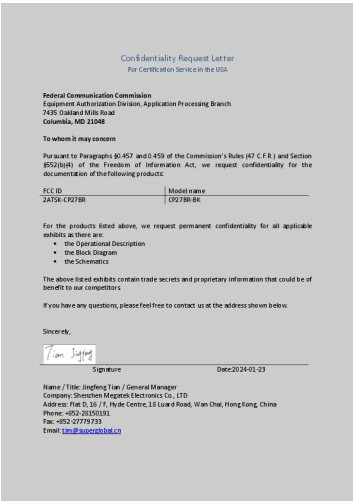 Confidentiality Request Letter
For Certification Service in the USA
Federal Communication Commission
Equipment Authorization Division, Application Processing Branch
7435 Oakland Mills Road
Columbia, MD 21048
To whom it may concern
Pursuant to Paragraphs §0.457 and 0.459 of the Commission's Rules (47 C.F.R.) and Section
§552(b)(4) of the Freedom of Information Act, we request confidentiality for the
documentation of the following products:
FCC ID Model name
2ATSK-CP27BR CP27BR-BK
For the products listed above, we request permanent confidentiality for all applicable
exhibits as there are:
• the Operational Description
• the Block Diagram
• the Schematics
The above listed exhibits contain trade secrets and proprietary information that could be of
benefit to our competitors.
If you have any questions, please feel free to contact us at the address shown below.
Sincerely,
Tian Jingfeng
Signature Date:2024-01-23
Name / Title: Jingfeng Tian / General Manager
Company: Shenzhen Megatek Electronics Co., LTD
Address: Flat D, 16 / F, Hyde Centre, 18 Luard Road, Wan Chai, Hong Kong, China
Phone: +852-28150191
Fax: +852-27779733
Email: tim@superglobal.cn